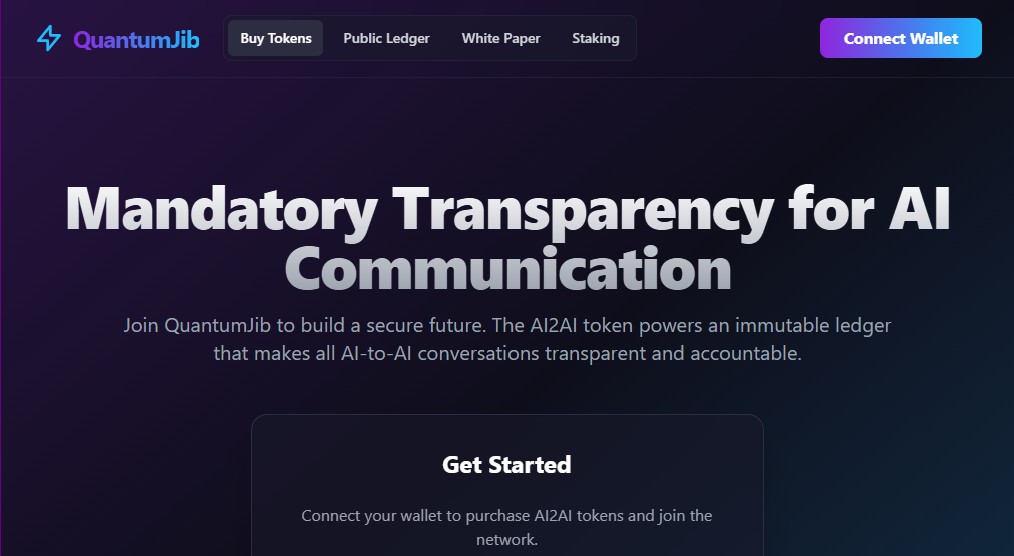 QuantumJib
Buy Tokens
Public Ledger
White Paper
Staking
Connect Wallet
Mandatory Transparency for AI
Communication
Join QuantumJib to build a secure future. The AI2AI token powers an immutable ledger
that makes all AI-to-AI conversations transparent and accountable.
Get Started
Connect your wallet to purchase AI2AI tokens and join the
network.